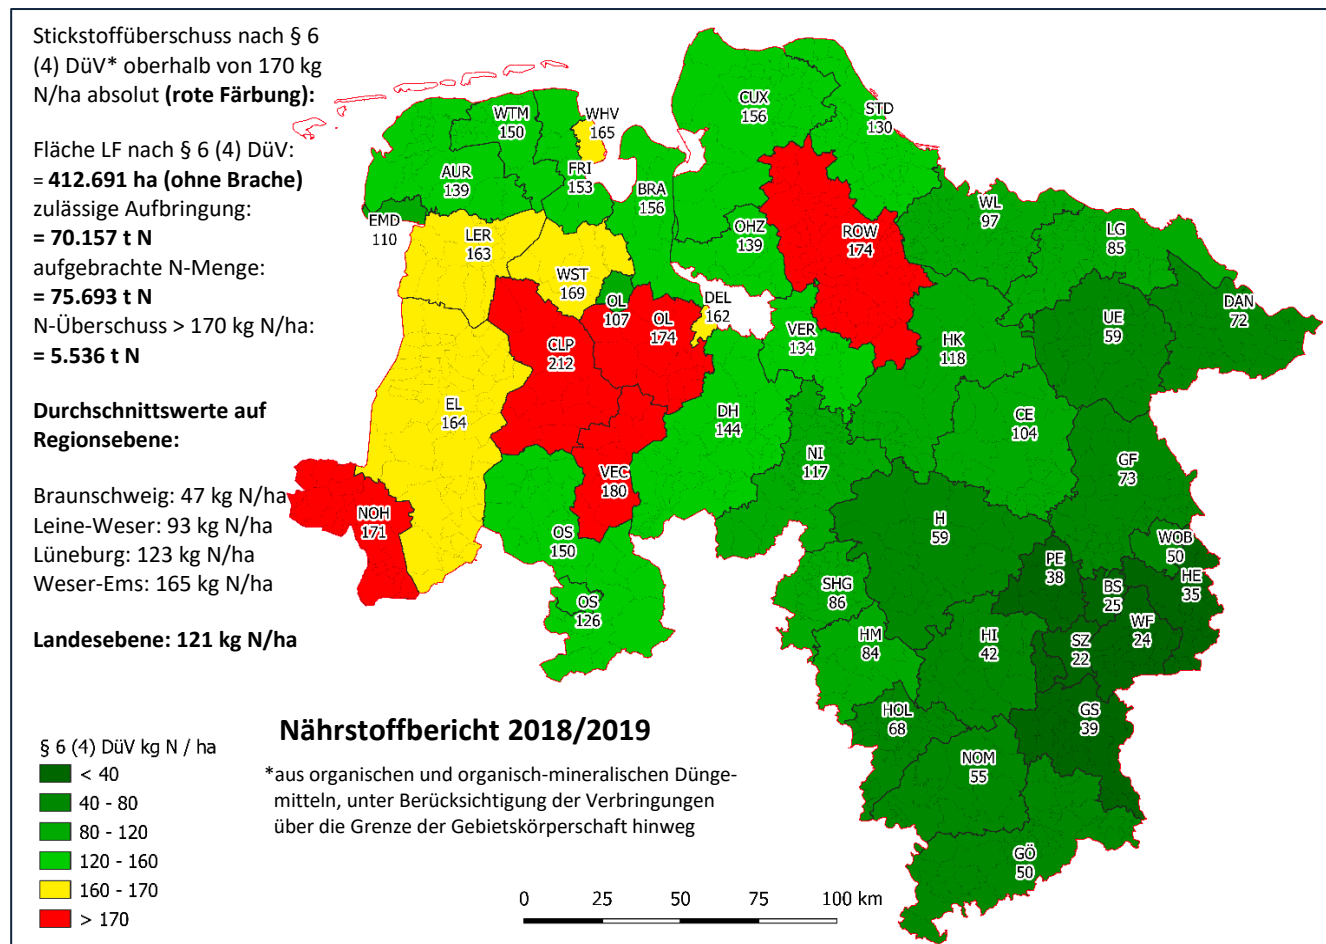 Stickstoffüberschuss nach § 6
(4) DüV* oberhalb von 170 kg
N/ha absolut (rote Färbung):
Fläche LF nach § 6 (4) DüV:
= 412.691 ha (ohne Brache)
zulässige Aufbringung:
= 70.157 t N
aufgebrachte N-Menge:
= 75.693 t N
N-Überschuss > 170 kg N/ha:
= 5.536 t N
Durchschnittswerte auf
Regionsebene:
Braunschweig: 47 kg N/ha
Leine-Weser: 93 kg N/ha
Lüneburg: 123 kg N/ha
Weser-Ems: 165 kg N/ha
Landesebene: 121 kg N/ha
CUX
156
STD
130
WTM
150
WHV
165
AUR
139
FRI
153
BRA
156
EMD
110
LER
163
WST
169
OL
107
OL
174
DEL
162
OHZ
139
ROW
174
WL
97
LG
85
DAN
72
UE
59
VER
134
HK
118
CLP
212
EL
164
DH
144
CE
104
NI
117
GF
73
VEC
180
NOH
171
OS
150
OS
126
H
59
WOB
50
PE
38
BS
25
HE
35
SHG
86
WF
24
HM
84
HI
42
SZ
22
HOL
68
GS
39
NOM
55
GÖ
50
Nährstoffbericht 2018/2019
*aus organischen und organisch-mineralischen Dünge-
mitteln, unter Berücksichtigung der Verbringungen
über die Grenze der Gebietskörperschaft hinweg
§ 6 (4) DüV kg N / ha
< 40
40 - 80
80 - 120
120 - 160
160 - 170
> 170
0 25 50 75 100 km